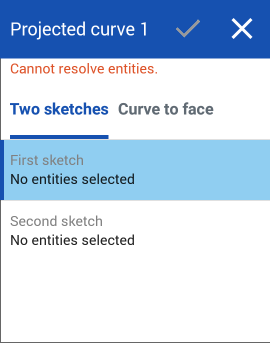 Projected curve 1
Cannot resolve entities.
Two sketches Curve to face
First sketch
No entities selected
Second sketch
No entities selected